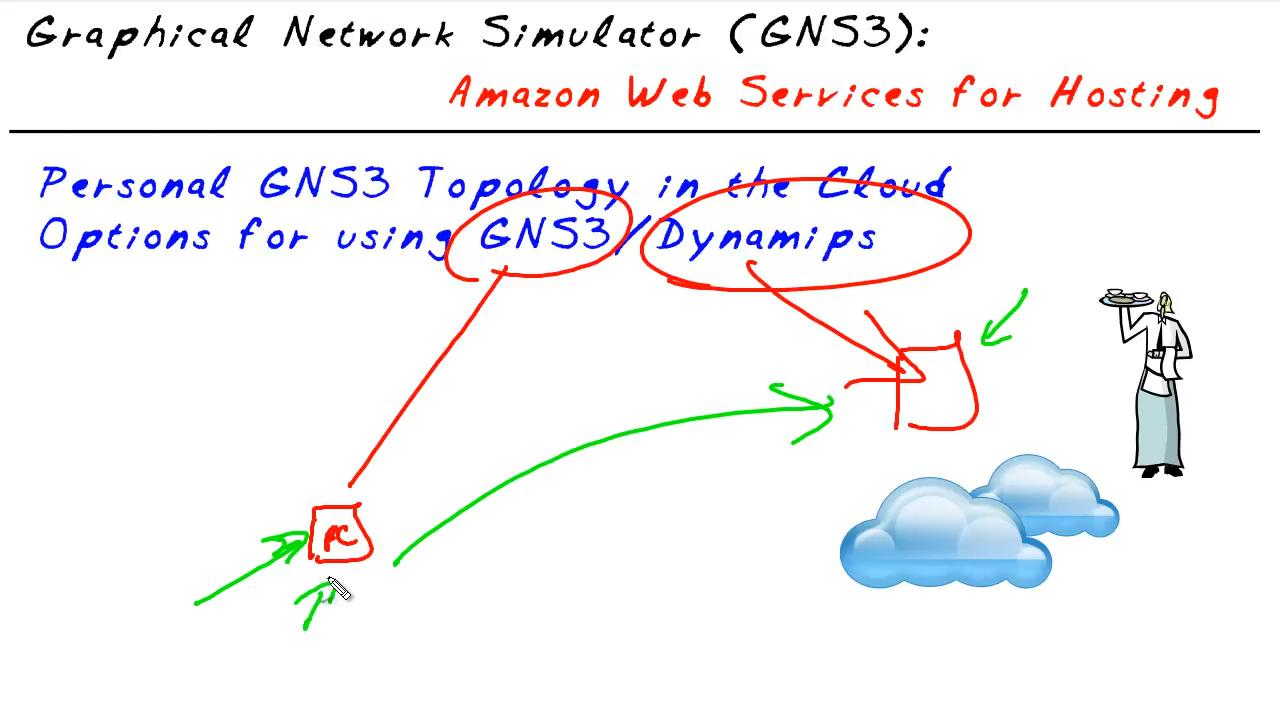 Graphical Network Simulator (GNS3):
Amazon Web Services for Hosting
Personal GNS3 Topology in the Cloud
Options for using GNS3/Dynamips
PC